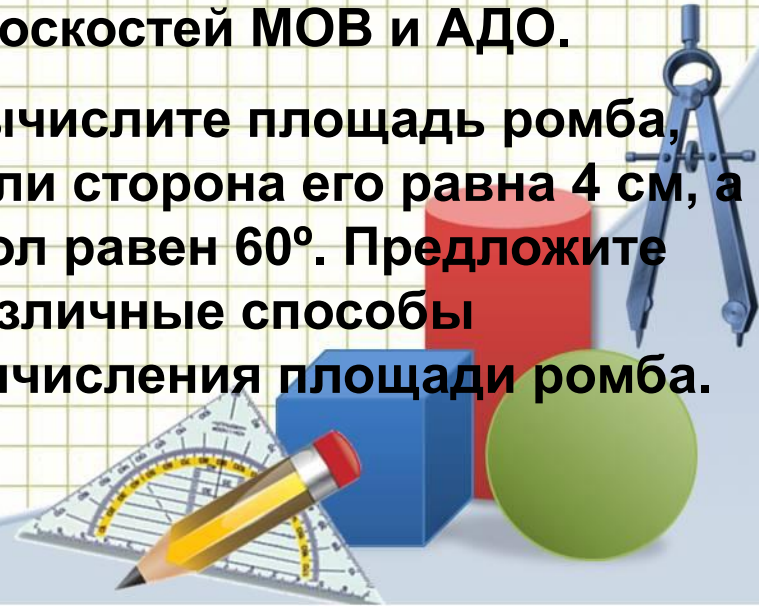 оскостей МОВ и АДО.
ычислите площадь ромба,
ли сторона его равна 4 см, а
ол равен 60º. Предложите
зличные способы
ычисления площади ромба.